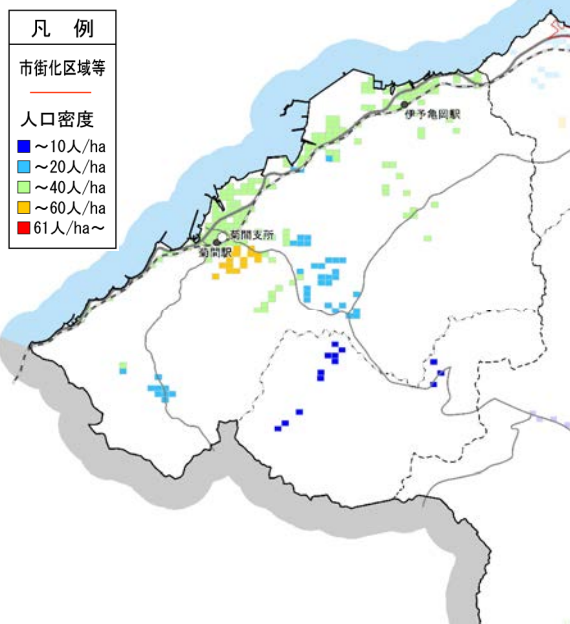 凡 例
市街化区域等
人口密度
～10人/ha
～20人/ha
～40人/ha
～60人/ha
61人/ha～
伊予亀岡駅
菊間支所
菊間駅